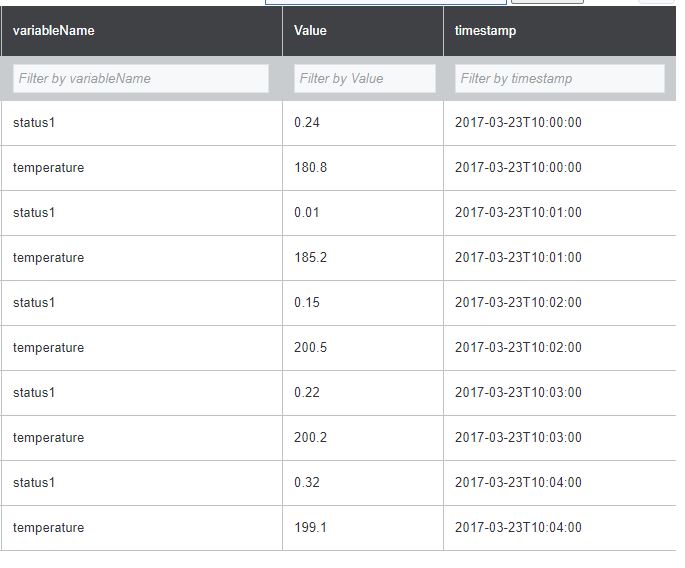 variableName Value timestamp
Filter by variableName Filter by Value Filter by timestamp
status1 0.24 2017-03-23T10:00:00
temperature 180.8 2017-03-23T10:00:00
status1 0.01 2017-03-23T10:01:00
temperature 185.2 2017-03-23T10:01:00
status1 0.15 2017-03-23T10:02:00
temperature 200.5 2017-03-23T10:02:00
status1 0.22 2017-03-23T10:03:00
temperature 200.2 2017-03-23T10:03:00
status1 0.32 2017-03-23T10:04:00
temperature 199.1 2017-03-23T10:04:00